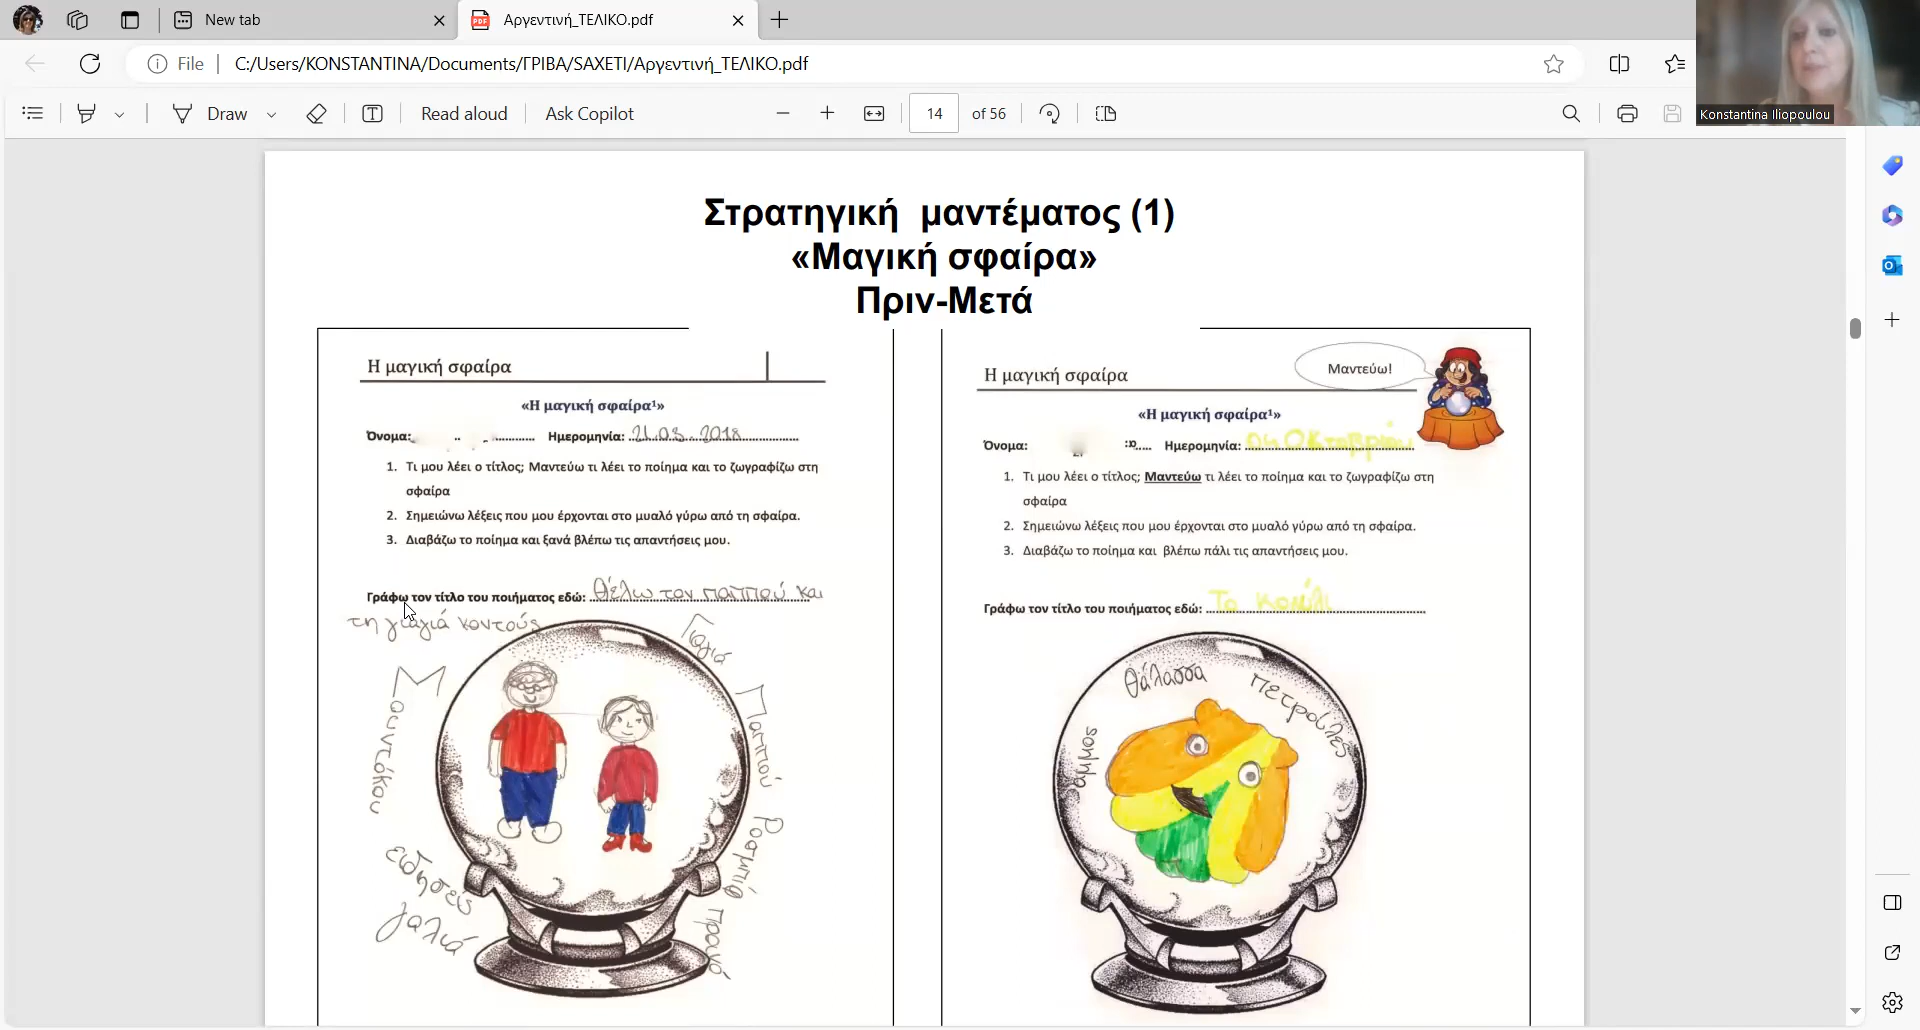 New tab
Αργεντινή_ΤΕΛΙΚΟ.pdf
File
C:/Users/KONSTANTINA/Documents/ΓΡΙΒΑ/SAXETI/Αργεντινή_ΤΕΛΙΚΟ.pdf
Draw
Read aloud
Ask Copilot
14 of 56
Konstantina Iliopoulou
Στρατηγική μαντέματος (1)
«Μαγική σφαίρα»
Πριν-Μετά
Η μαγική σφαίρα
«Η μαγική σφαίρα¹»
Όνομα: Ημερομηνία: 21.03.2018
1. Τι μου λέει ο τίτλος; Μαντεύω τι λέει το ποίημα και το ζωγραφίζω στη
σφαίρα
2. Σημειώνω λέξεις που μου έρχονται στο μυαλό γύρω από τη σφαίρα.
3. Διαβάζω το ποίημα και ξανά βλέπω τις απαντήσεις μου.
Γράφω τον τίτλο του ποιήματος εδώ: Θέλω τον παππού και
τη γιαγιά κοντούς
Γιαγιά
Παππού
Ροσμπίφ
Πρωινό
Μουντόκου
ειδήσεις
γαλιά
Η μαγική σφαίρα
Μαντεύω!
«Η μαγική σφαίρα¹»
Όνομα: Ημερομηνία: 04 Οκτωβρίου
1. Τι μου λέει ο τίτλος; Μαντεύω τι λέει το ποίημα και το ζωγραφίζω στη
σφαίρα
2. Σημειώνω λέξεις που μου έρχονται στο μυαλό γύρω από τη σφαίρα.
3. Διαβάζω το ποίημα και βλέπω πάλι τις απαντήσεις μου.
Γράφω τον τίτλο του ποιήματος εδώ: Το κοχύλι
θάλασσα
πετρούλες
άμμος